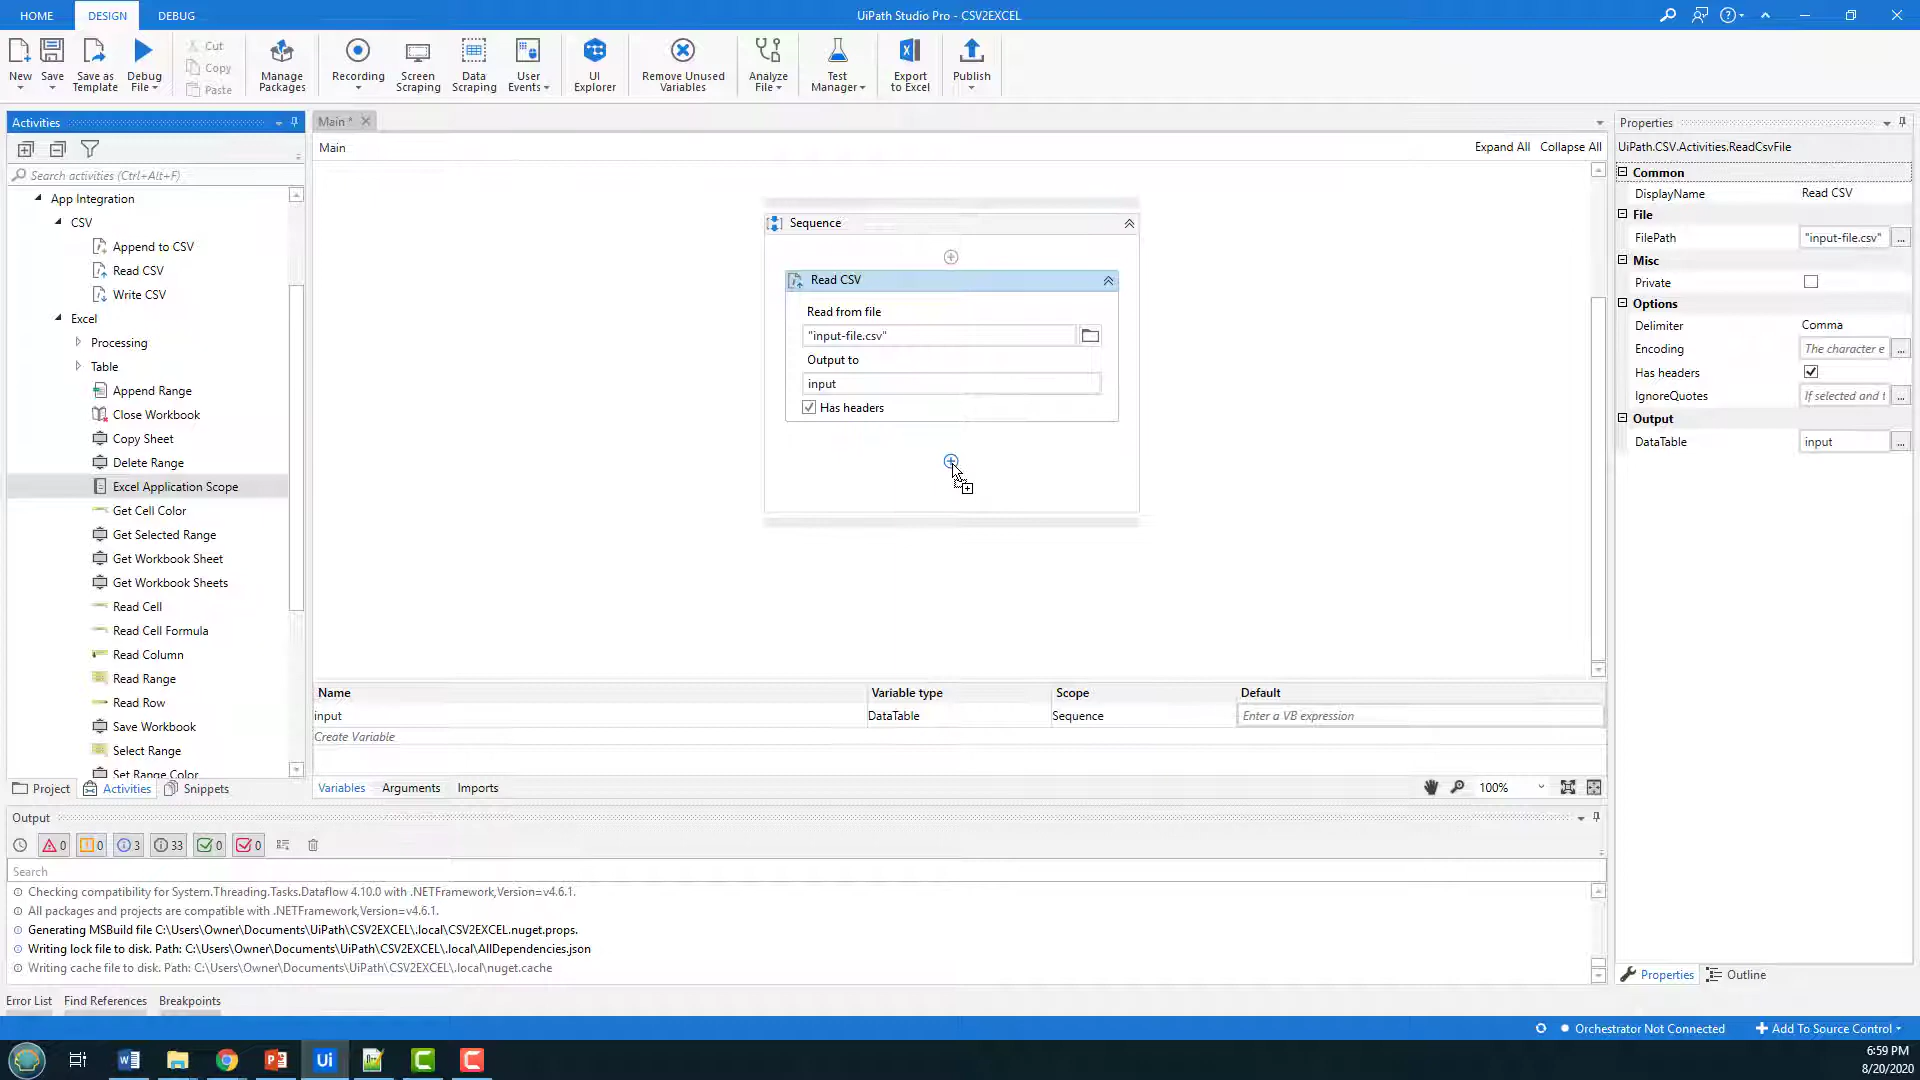 HOME DESIGN DEBUG
UiPath Studio Pro - CSV2EXCEL
New
Save
Save as Template
Debug File
Cut
Copy
Paste
Manage Packages
Recording
Screen Scraping
Data Scraping
User Events
UI Explorer
Remove Unused Variables
Analyze File
Test Manager
Export to Excel
Publish
Activities
Search activities (Ctrl+Alt+F)
App Integration
CSV
Append to CSV
Read CSV
Write CSV
Excel
Processing
Table
Append Range
Close Workbook
Copy Sheet
Delete Range
Excel Application Scope
Get Cell Color
Get Selected Range
Get Workbook Sheet
Get Workbook Sheets
Read Cell
Read Cell Formula
Read Column
Read Range
Read Row
Save Workbook
Select Range
Set Range Color
Project Activities Snippets
Main *
Main
Expand All Collapse All
Sequence
Read CSV
Read from file
"input-file.csv"
Output to
input
Has headers
Name Variable type Scope Default
input DataTable Sequence Enter a VB expression
Create Variable
Variables Arguments Imports
100%
Properties
UiPath.CSV.Activities.ReadCsvFile
Common
DisplayName Read CSV
File
FilePath "input-file.csv" ...
Misc
Private
Options
Delimiter Comma
Encoding The character e ...
Has headers
IgnoreQuotes If selected and t ...
Output
DataTable input ...
Properties Outline
Output
0 0 3 33 0 0
Search
Checking compatibility for System.Threading.Tasks.Dataflow 4.10.0 with .NETFramework,Version=v4.6.1.
All packages and projects are compatible with .NETFramework,Version=v4.6.1.
Generating MSBuild file C:\Users\Owner\Documents\UiPath\CSV2EXCEL\.local\CSV2EXCEL.nuget.props.
Writing lock file to disk. Path: C:\Users\Owner\Documents\UiPath\CSV2EXCEL\.local\AllDependencies.json
Writing cache file to disk. Path: C:\Users\Owner\Documents\UiPath\CSV2EXCEL\.local\nuget.cache
Error List Find References Breakpoints
Orchestrator Not Connected
Add To Source Control
Ui
6:59 PM
8/20/2020